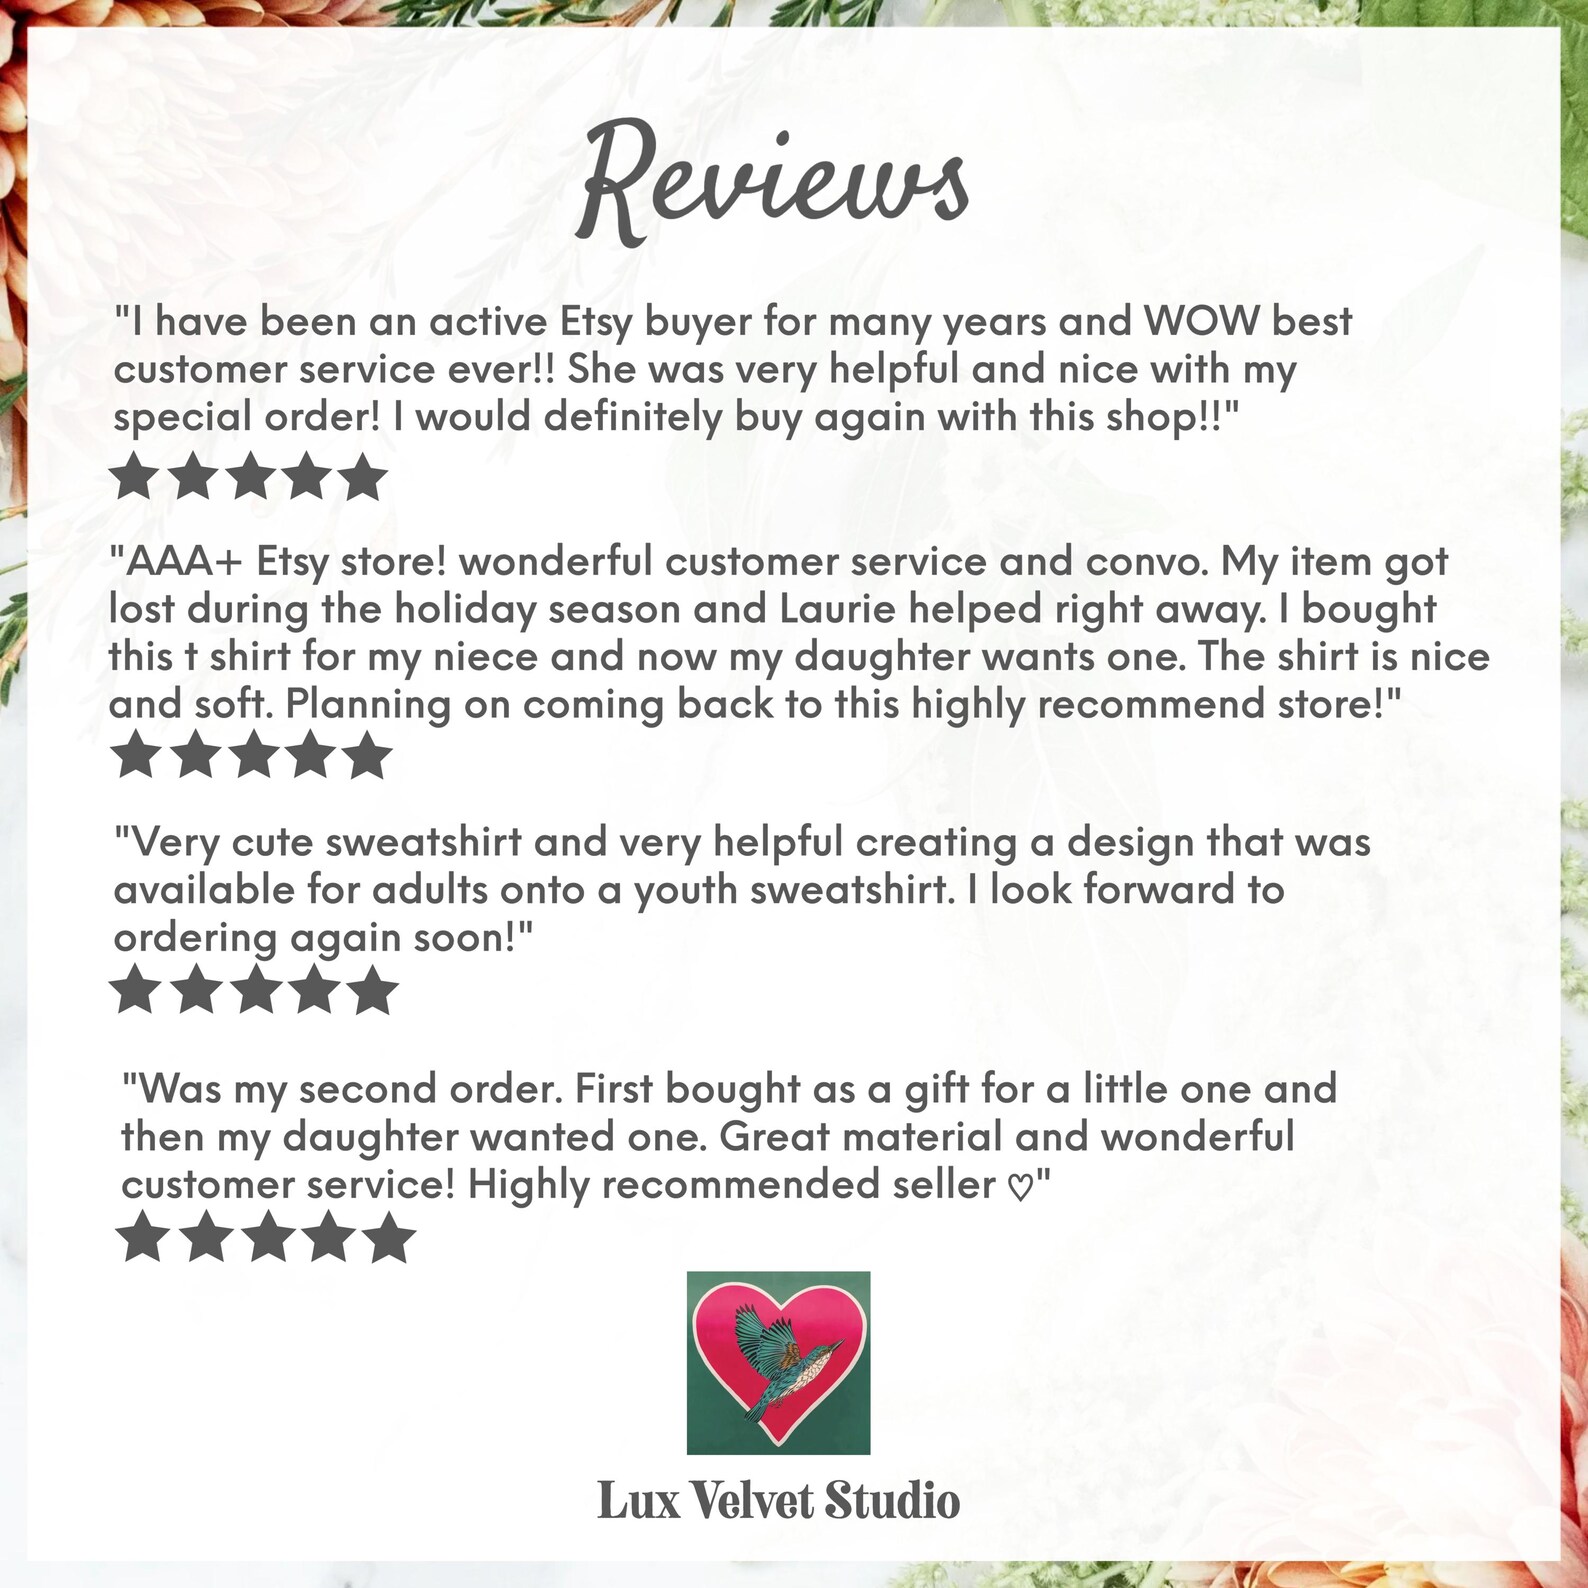 Reviews
"I have been an active Etsy buyer for many years and WOW best
customer service ever!! She was very helpful and nice with my
special order! I would definitely buy again with this shop!!"
★★★★★
"AAA+ Etsy store! wonderful customer service and convo. My item got
lost during the holiday season and Laurie helped right away. I bought
this t shirt for my niece and now my daughter wants one. The shirt is nice
and soft. Planning on coming back to this highly recommend store!"
★★★★★
"Very cute sweatshirt and very helpful creating a design that was
available for adults onto a youth sweatshirt. I look forward to
ordering again soon!"
★★★★★
"Was my second order. First bought as a gift for a little one and
then my daughter wanted one. Great material and wonderful
customer service! Highly recommended seller ♡"
★★★★★
Lux Velvet Studio